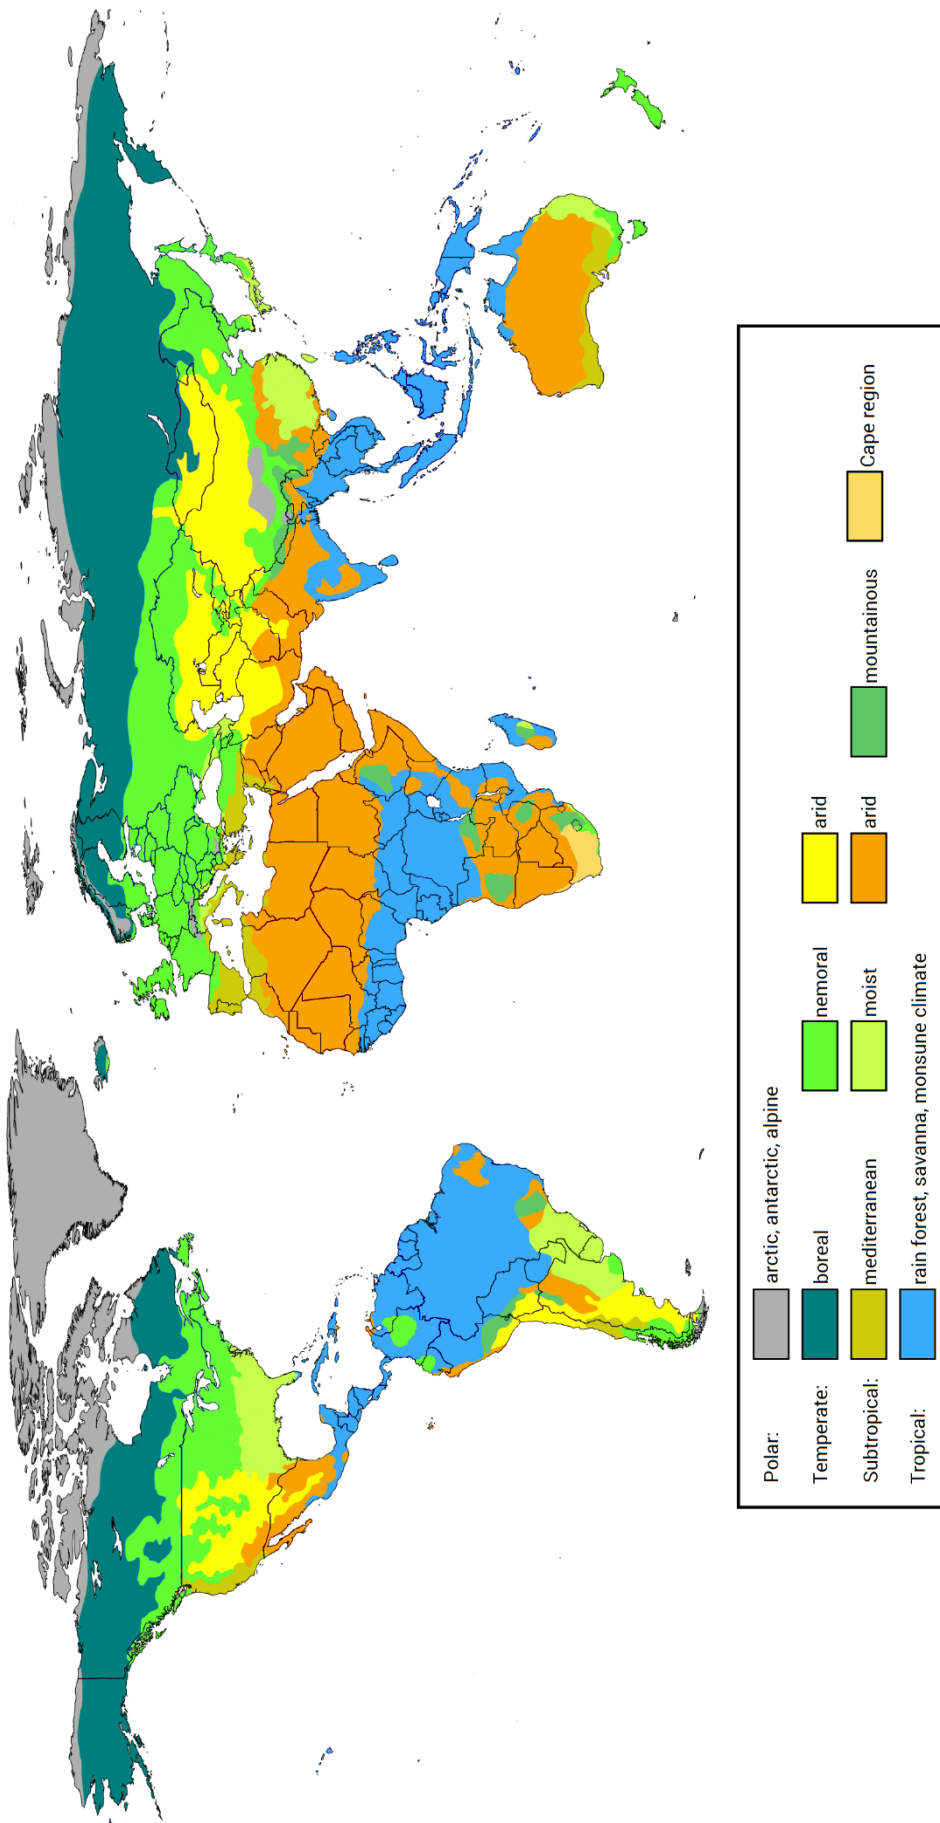 Polar: arctic, antarctic, alpine
Temperate: boreal nemoral arid
Subtropical: mediterranean moist arid mountainous Cape region
Tropical: rain forest, savanna, monsune climate